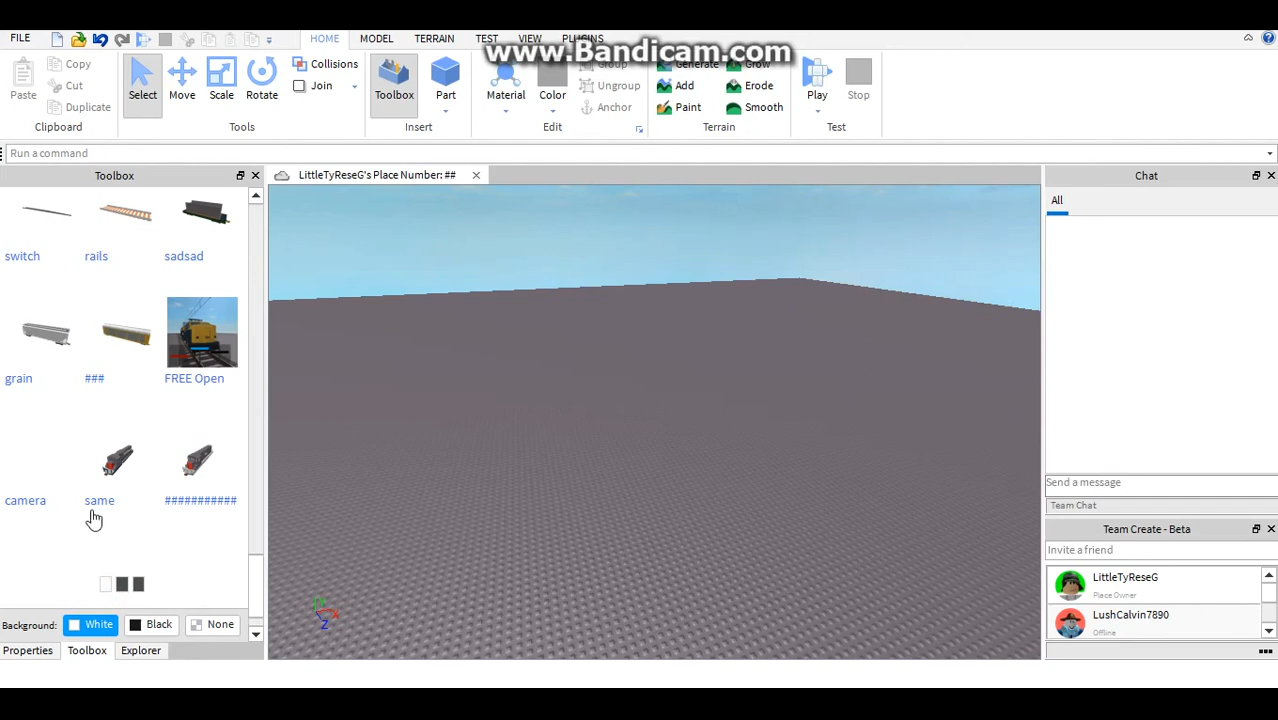 FILE
HOME
MODEL
TERRAIN
TEST
VIEW
PLUGINS
www.Bandicam.com
Paste
Copy
Cut
Duplicate
Clipboard
Select
Move
Scale
Rotate
Collisions
Join
Tools
Toolbox
Part
Insert
Material
Color
Group
Ungroup
Anchor
Edit
Generate
Add
Paint
Grow
Erode
Smooth
Terrain
Play
Stop
Test
Run a command
Toolbox
LittleTyReseG's Place Number: ##
Chat
All
switch
rails
sadsad
grain
###
FREE Open
camera
same
###########
Background:
White
Black
None
Properties
Toolbox
Explorer
Send a message
Team Chat
Team Create - Beta
Invite a friend
LittleTyReseG
Place Owner
LushCalvin7890
Offline
X
Z